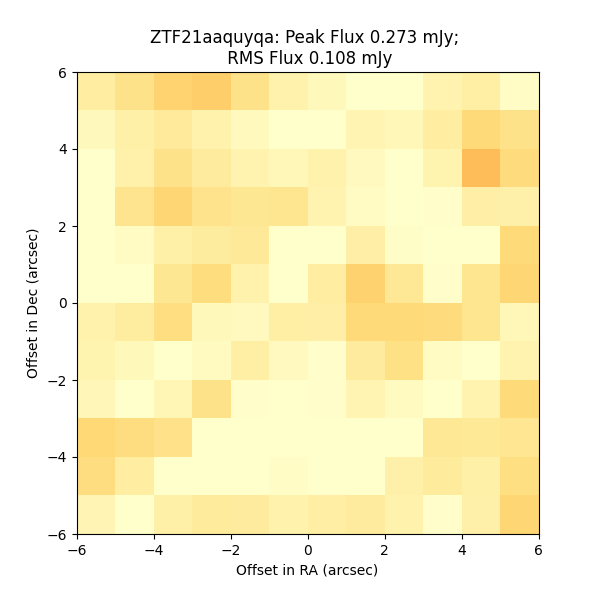 ZTF21aaquyqa: Peak Flux 0.273 mJy;
RMS Flux 0.108 mJy
6
4
2
0
−2
−4
−6
Offset in Dec (arcsec)
−6 −4 −2 0 2 4 6
Offset in RA (arcsec)